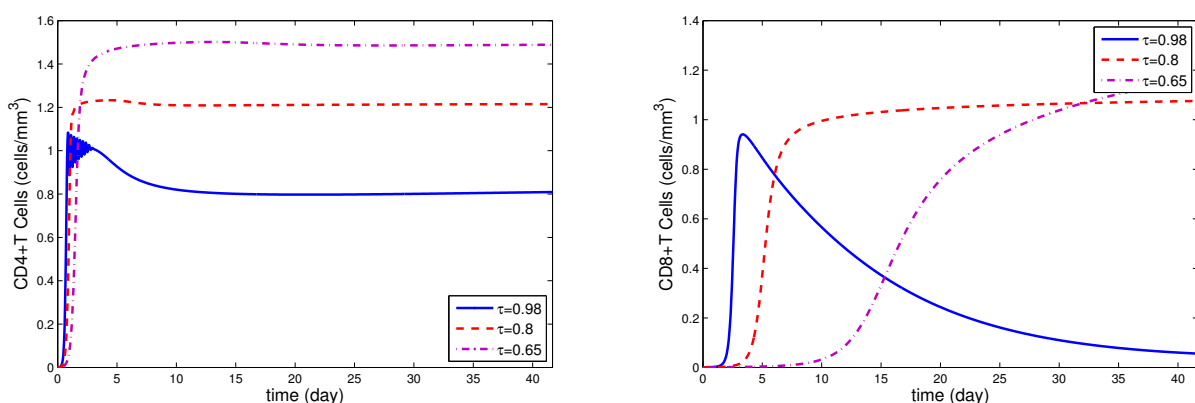 1.6
1.4
1.2
1
0.8
0.6
0.4
0.2
0
CD4+T Cells (cells/mm³)
0 5 10 15 20 25 30 35 40
time (day)
τ=0.98
τ=0.8
τ=0.65
1.4
1.2
1
0.8
0.6
0.4
0.2
0
CD8+T Cells (cells/mm³)
0 5 10 15 20 25 30 35 40
time (day)
τ=0.98
τ=0.8
τ=0.65